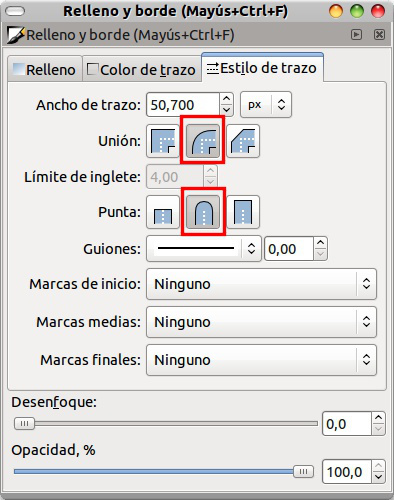 Relleno y borde (Mayús+Ctrl+F)
Relleno y borde (Mayús+Ctrl+F)
Relleno Color de trazo Estilo de trazo
Ancho de trazo: 50,700 px
Unión:
Límite de inglete: 4,00
Punta:
Guiones: 0,00
Marcas de inicio: Ninguno
Marcas medias: Ninguno
Marcas finales: Ninguno
Desenfoque:
0,0
Opacidad, %
100,0